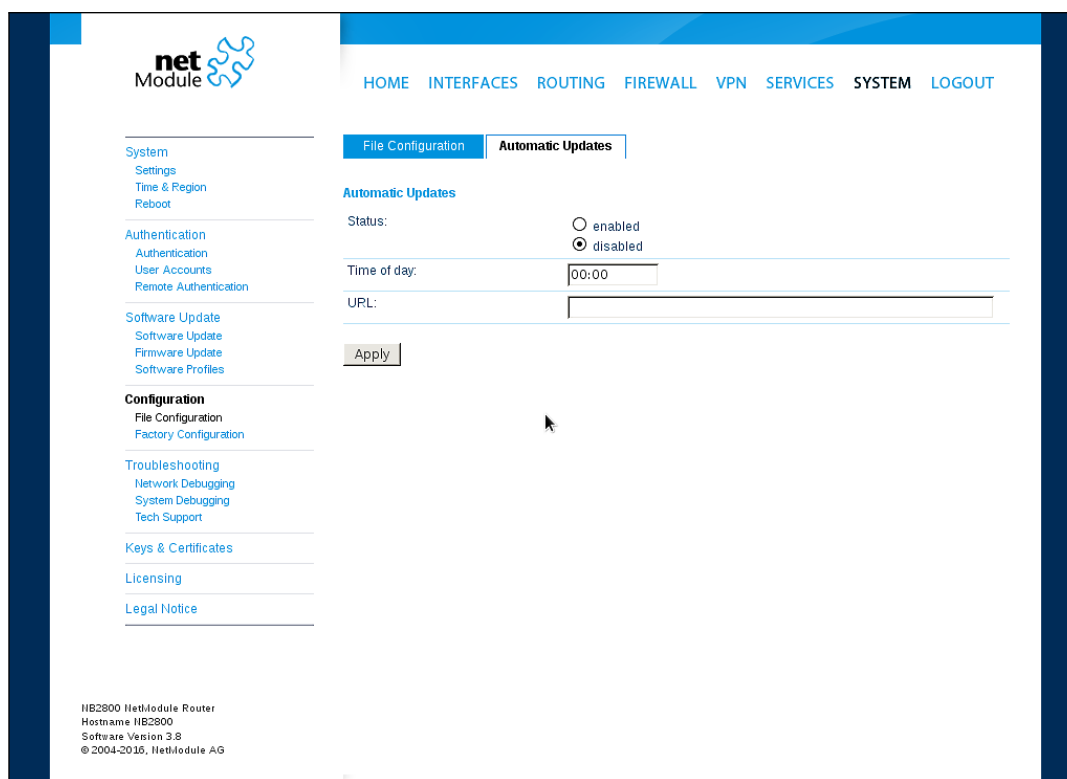 net
Module
HOME INTERFACES ROUTING FIREWALL VPN SERVICES SYSTEM LOGOUT
System
Settings
Time & Region
Reboot
Authentication
Authentication
User Accounts
Remote Authentication
Software Update
Software Update
Firmware Update
Software Profiles
Configuration
File Configuration
Factory Configuration
Troubleshooting
Network Debugging
System Debugging
Tech Support
Keys & Certificates
Licensing
Legal Notice
File Configuration Automatic Updates
Automatic Updates
Status:
enabled
disabled
Time of day: 00:00
URL:
Apply
NB2800 NetModule Router
Hostname NB2800
Software Version 3.8
© 2004-2016, NetModule AG